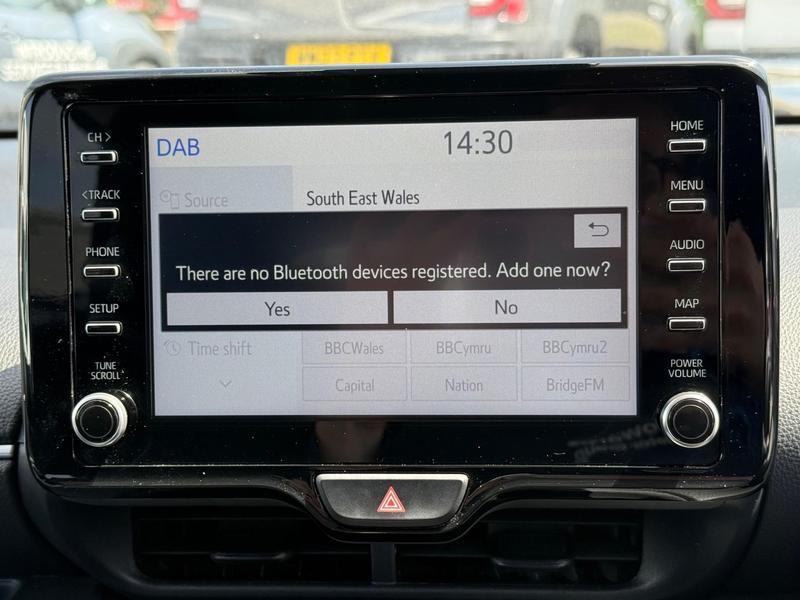 CH >
<TRACK
PHONE
SETUP
TUNE
SCROLL
DAB
14:30
Source
South East Wales
There are no Bluetooth devices registered. Add one now?
Yes
No
Time shift
BBCWales
BBCymru
BBCymru2
Capital
Nation
BridgeFM
HOME
MENU
AUDIO
MAP
POWER
VOLUME